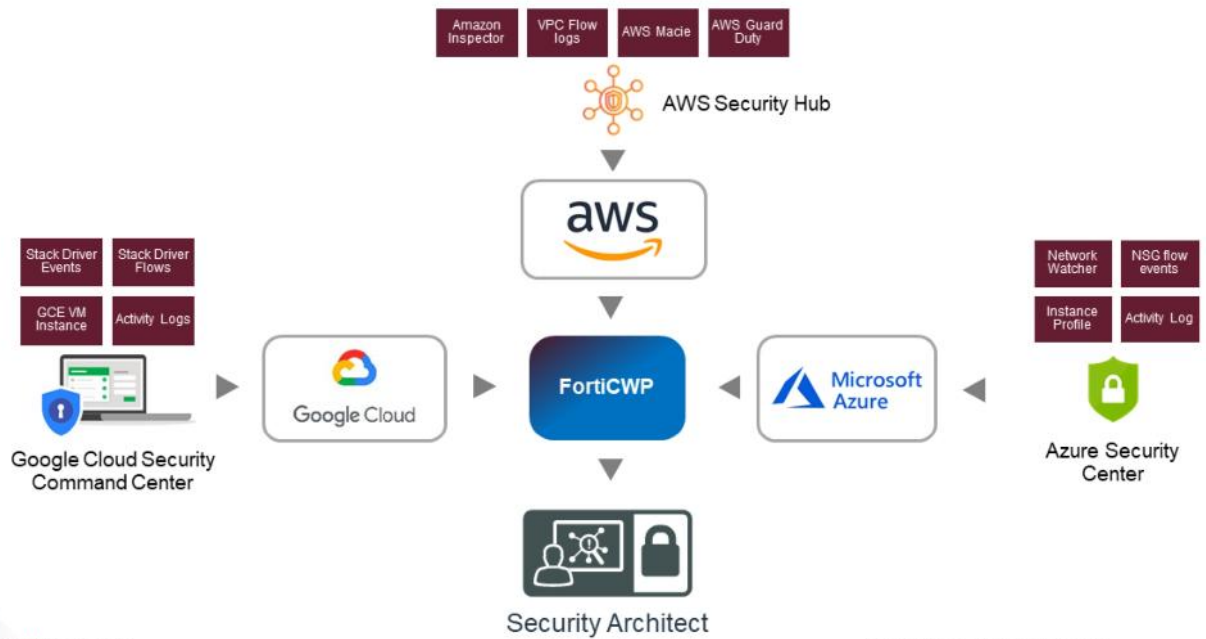 Amazon
Inspector
VPC Flow
logs
AWS Macie
AWS Guard
Duty
AWS Security Hub
aws
Stack Driver
Events
Stack Driver
Flows
GCE VM
Instance
Activity Logs
Google Cloud Security
Command Center
Google Cloud
FortiCWP
Microsoft
Azure
Network
Watcher
NSG flow
events
Instance
Profile
Activity Log
Azure Security
Center
Security Architect